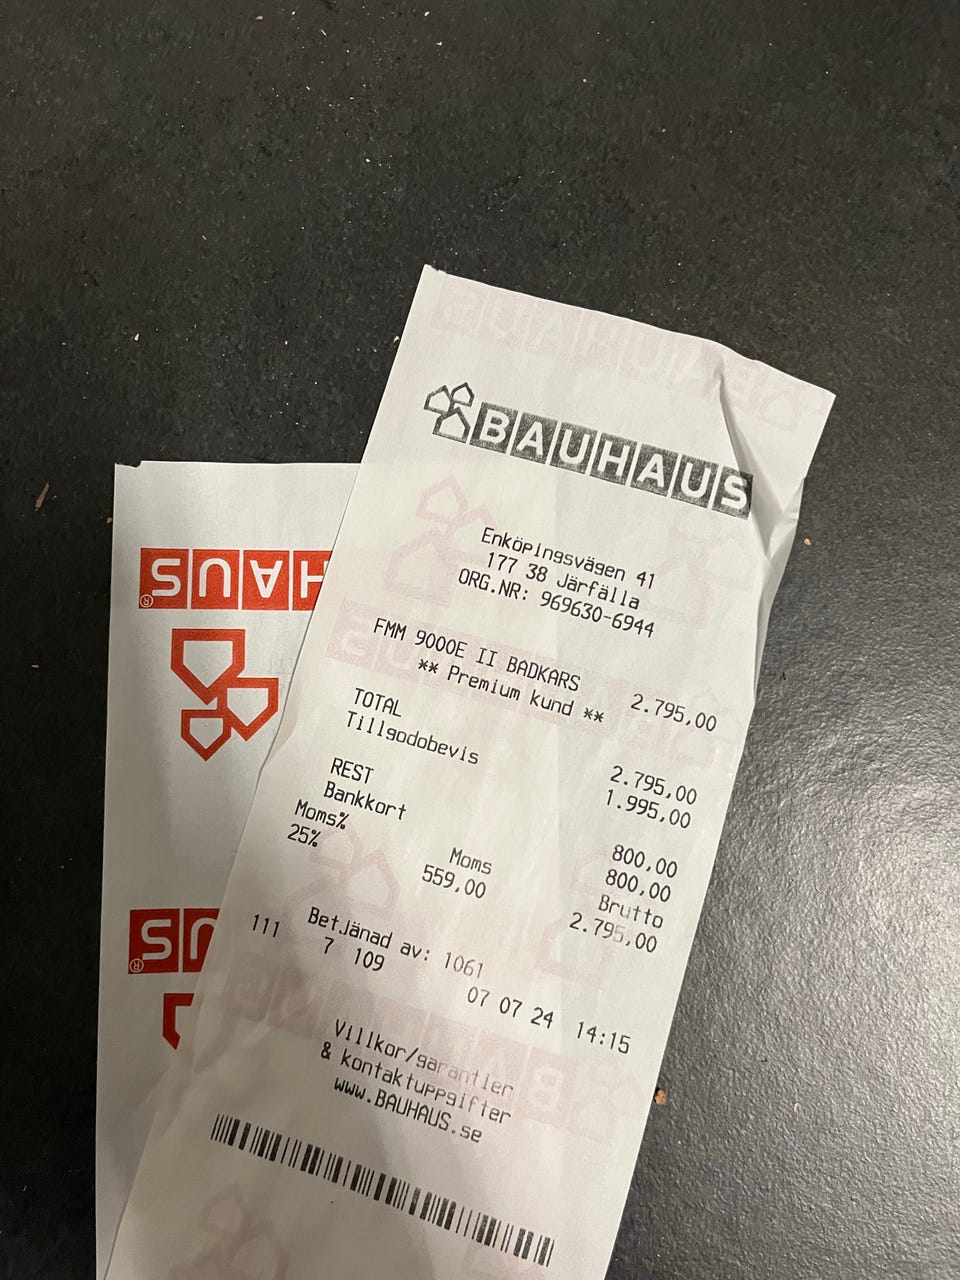 BAUHAUS
Enköpingsvägen 41
177 38 Järfälla
ORG.NR: 969630-6944
FMM 9000E II BADKARS 2.795,00
** Premium kund **
TOTAL 2.795,00
Tillgodobevis 1.995,00
REST 800,00
Bankkort 800,00
Moms% Moms Brutto
25% 559,00 2.795,00
Betjänad av: 1061
111 7 109 07 07 24 14:15
Villkor/garantier
& kontaktuppgifter
www.BAUHAUS.se
HAUS®
US®